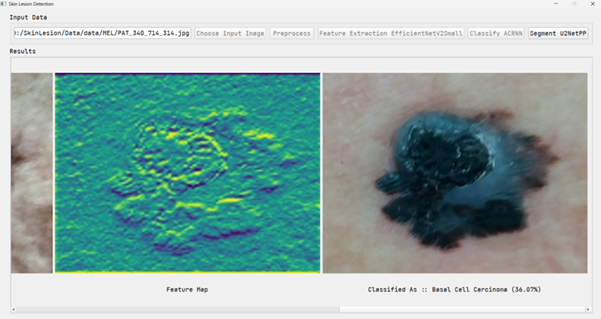 Skin Lesion Detection
Input Data
):/SkinLesion/Data/data/MEL/PAT_340_714_314.jpg Choose Input Image Preprocess Feature Extraction EfficientNetV2Small Classify ACRNN Segment U2NetPP
Results
Feature Map Classified As :: Basal Cell Carcinoma (36.07%)